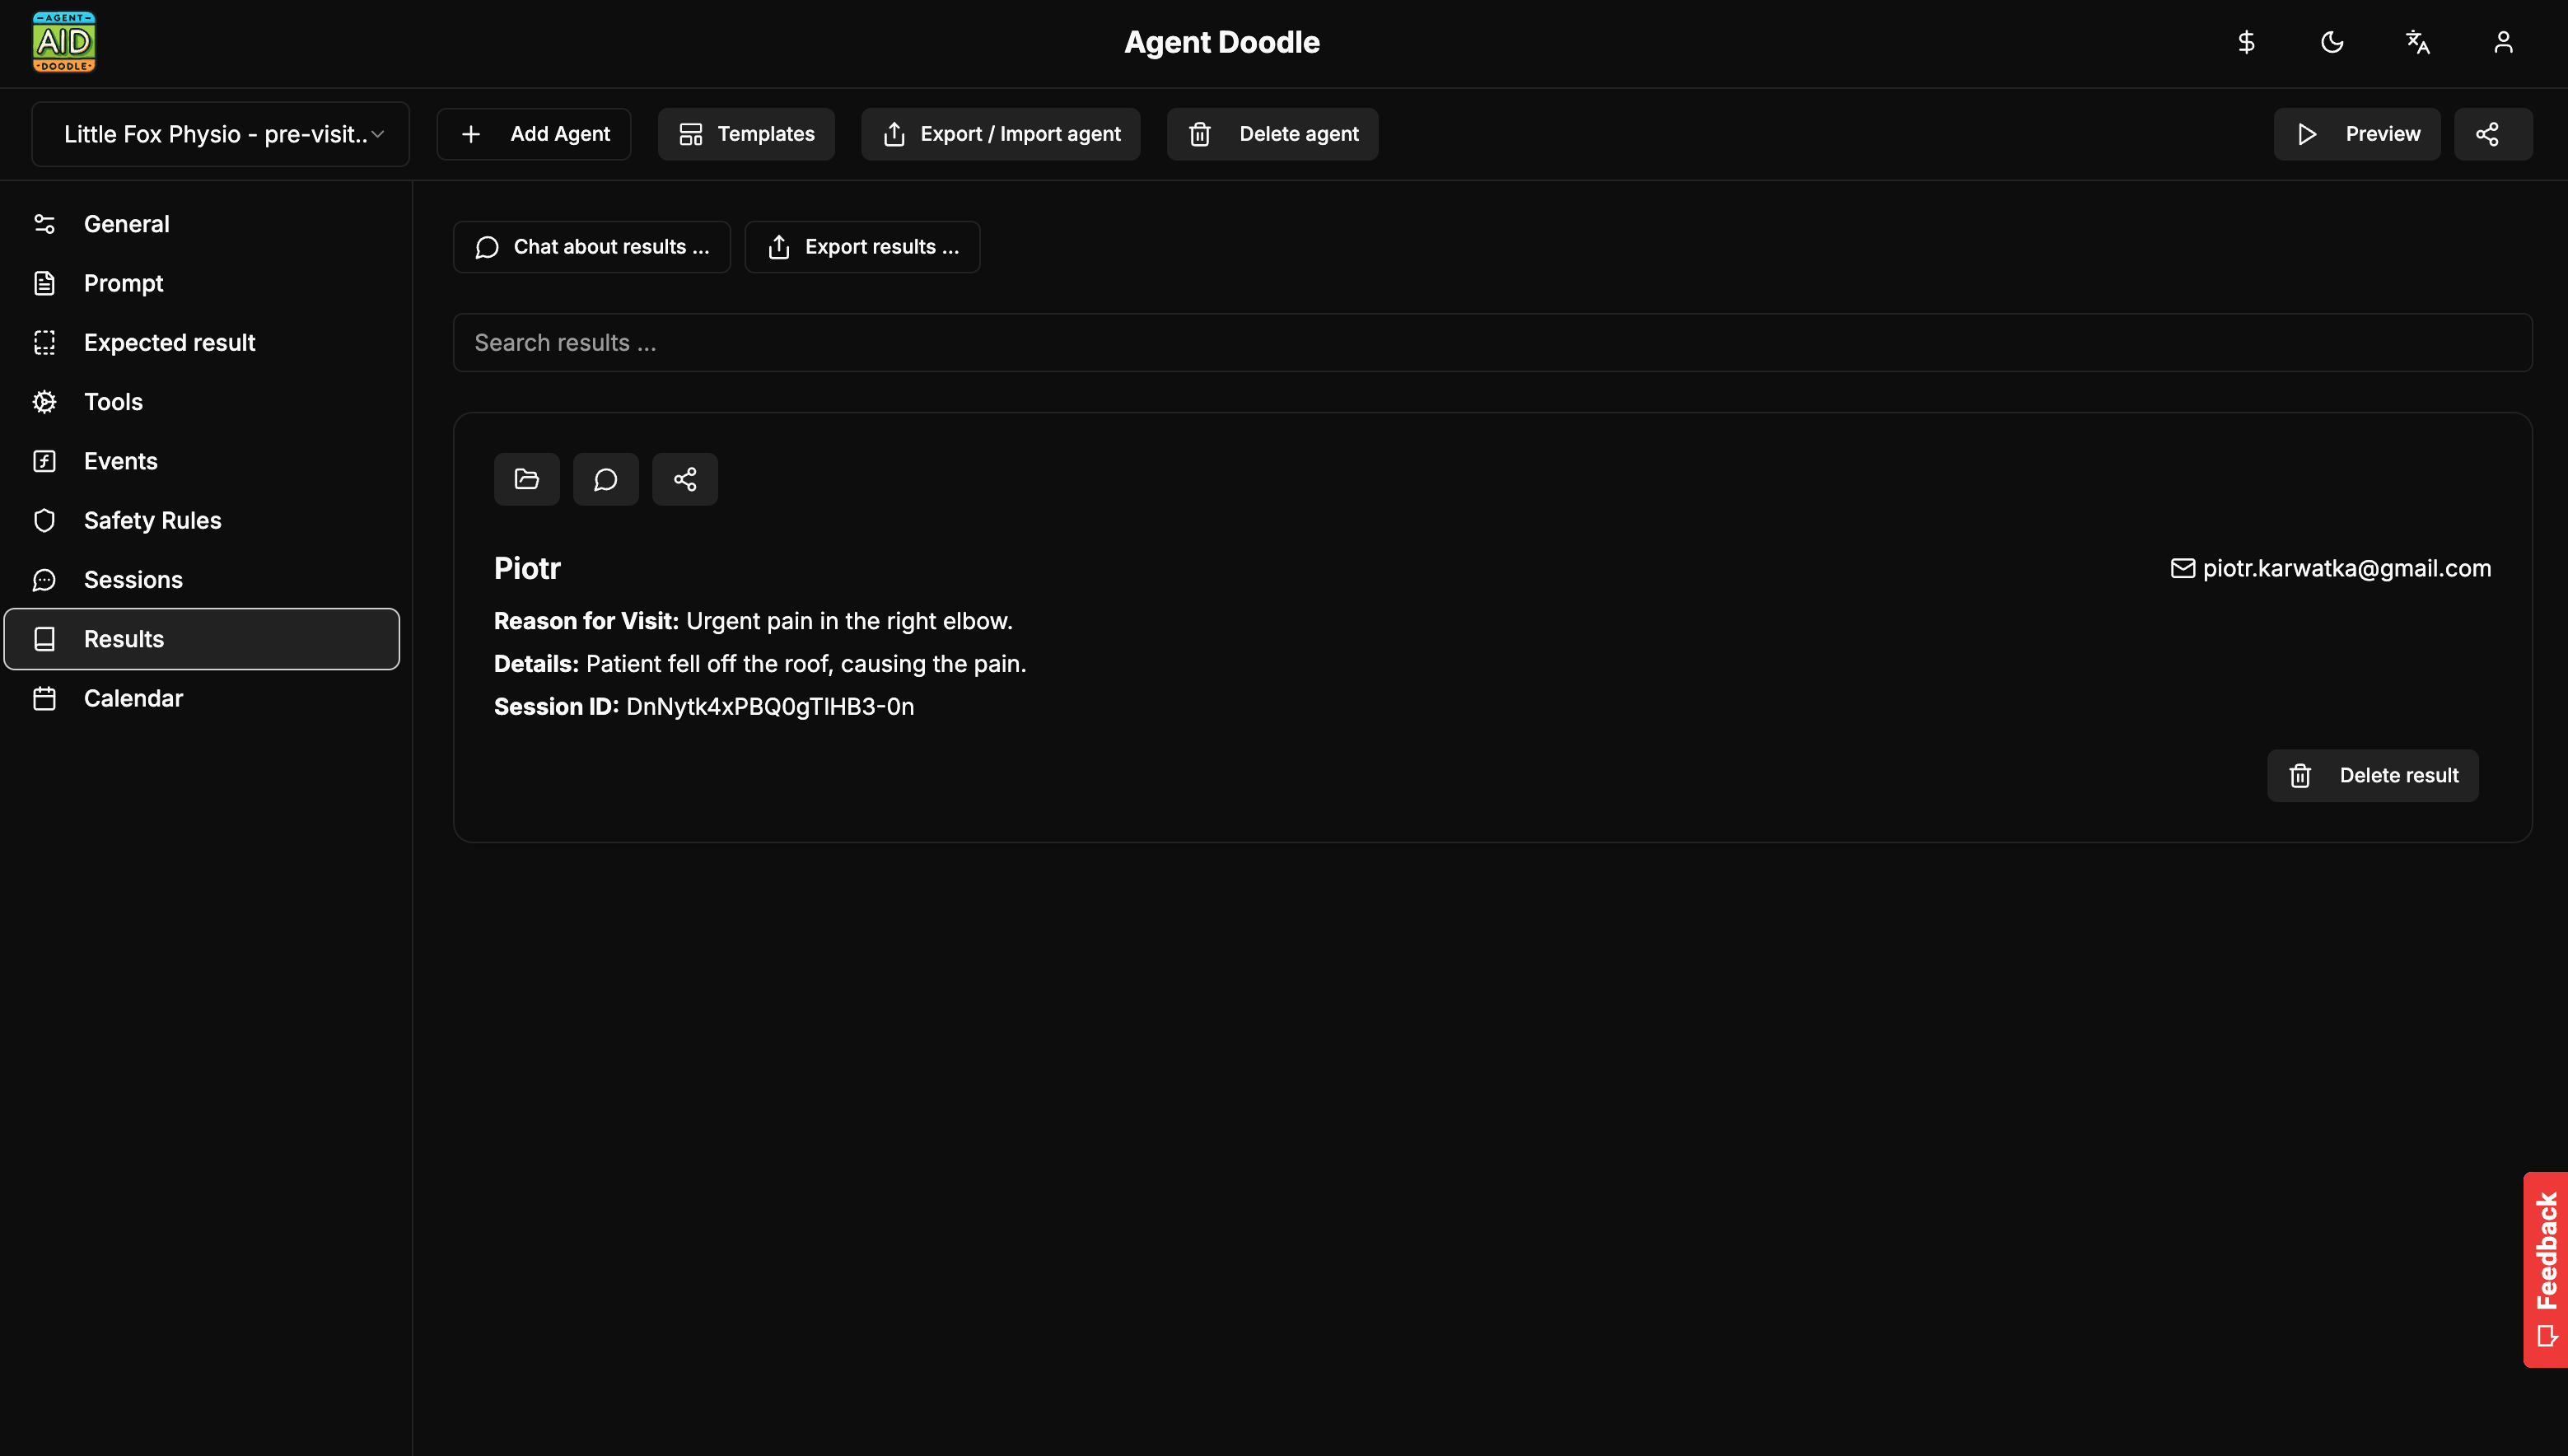 AGENT
AID
DOODLE
Agent Doodle
Little Fox Physio - pre-visit..
Add Agent
Templates
Export / Import agent
Delete agent
Preview
General
Prompt
Expected result
Tools
Events
Safety Rules
Sessions
Results
Calendar
Chat about results ...
Export results ...
Search results ...
Piotr
piotr.karwatka@gmail.com
Reason for Visit: Urgent pain in the right elbow.
Details: Patient fell off the roof, causing the pain.
Session ID: DnNytk4xPBQ0gTlHB3-0n
Delete result
Feedback